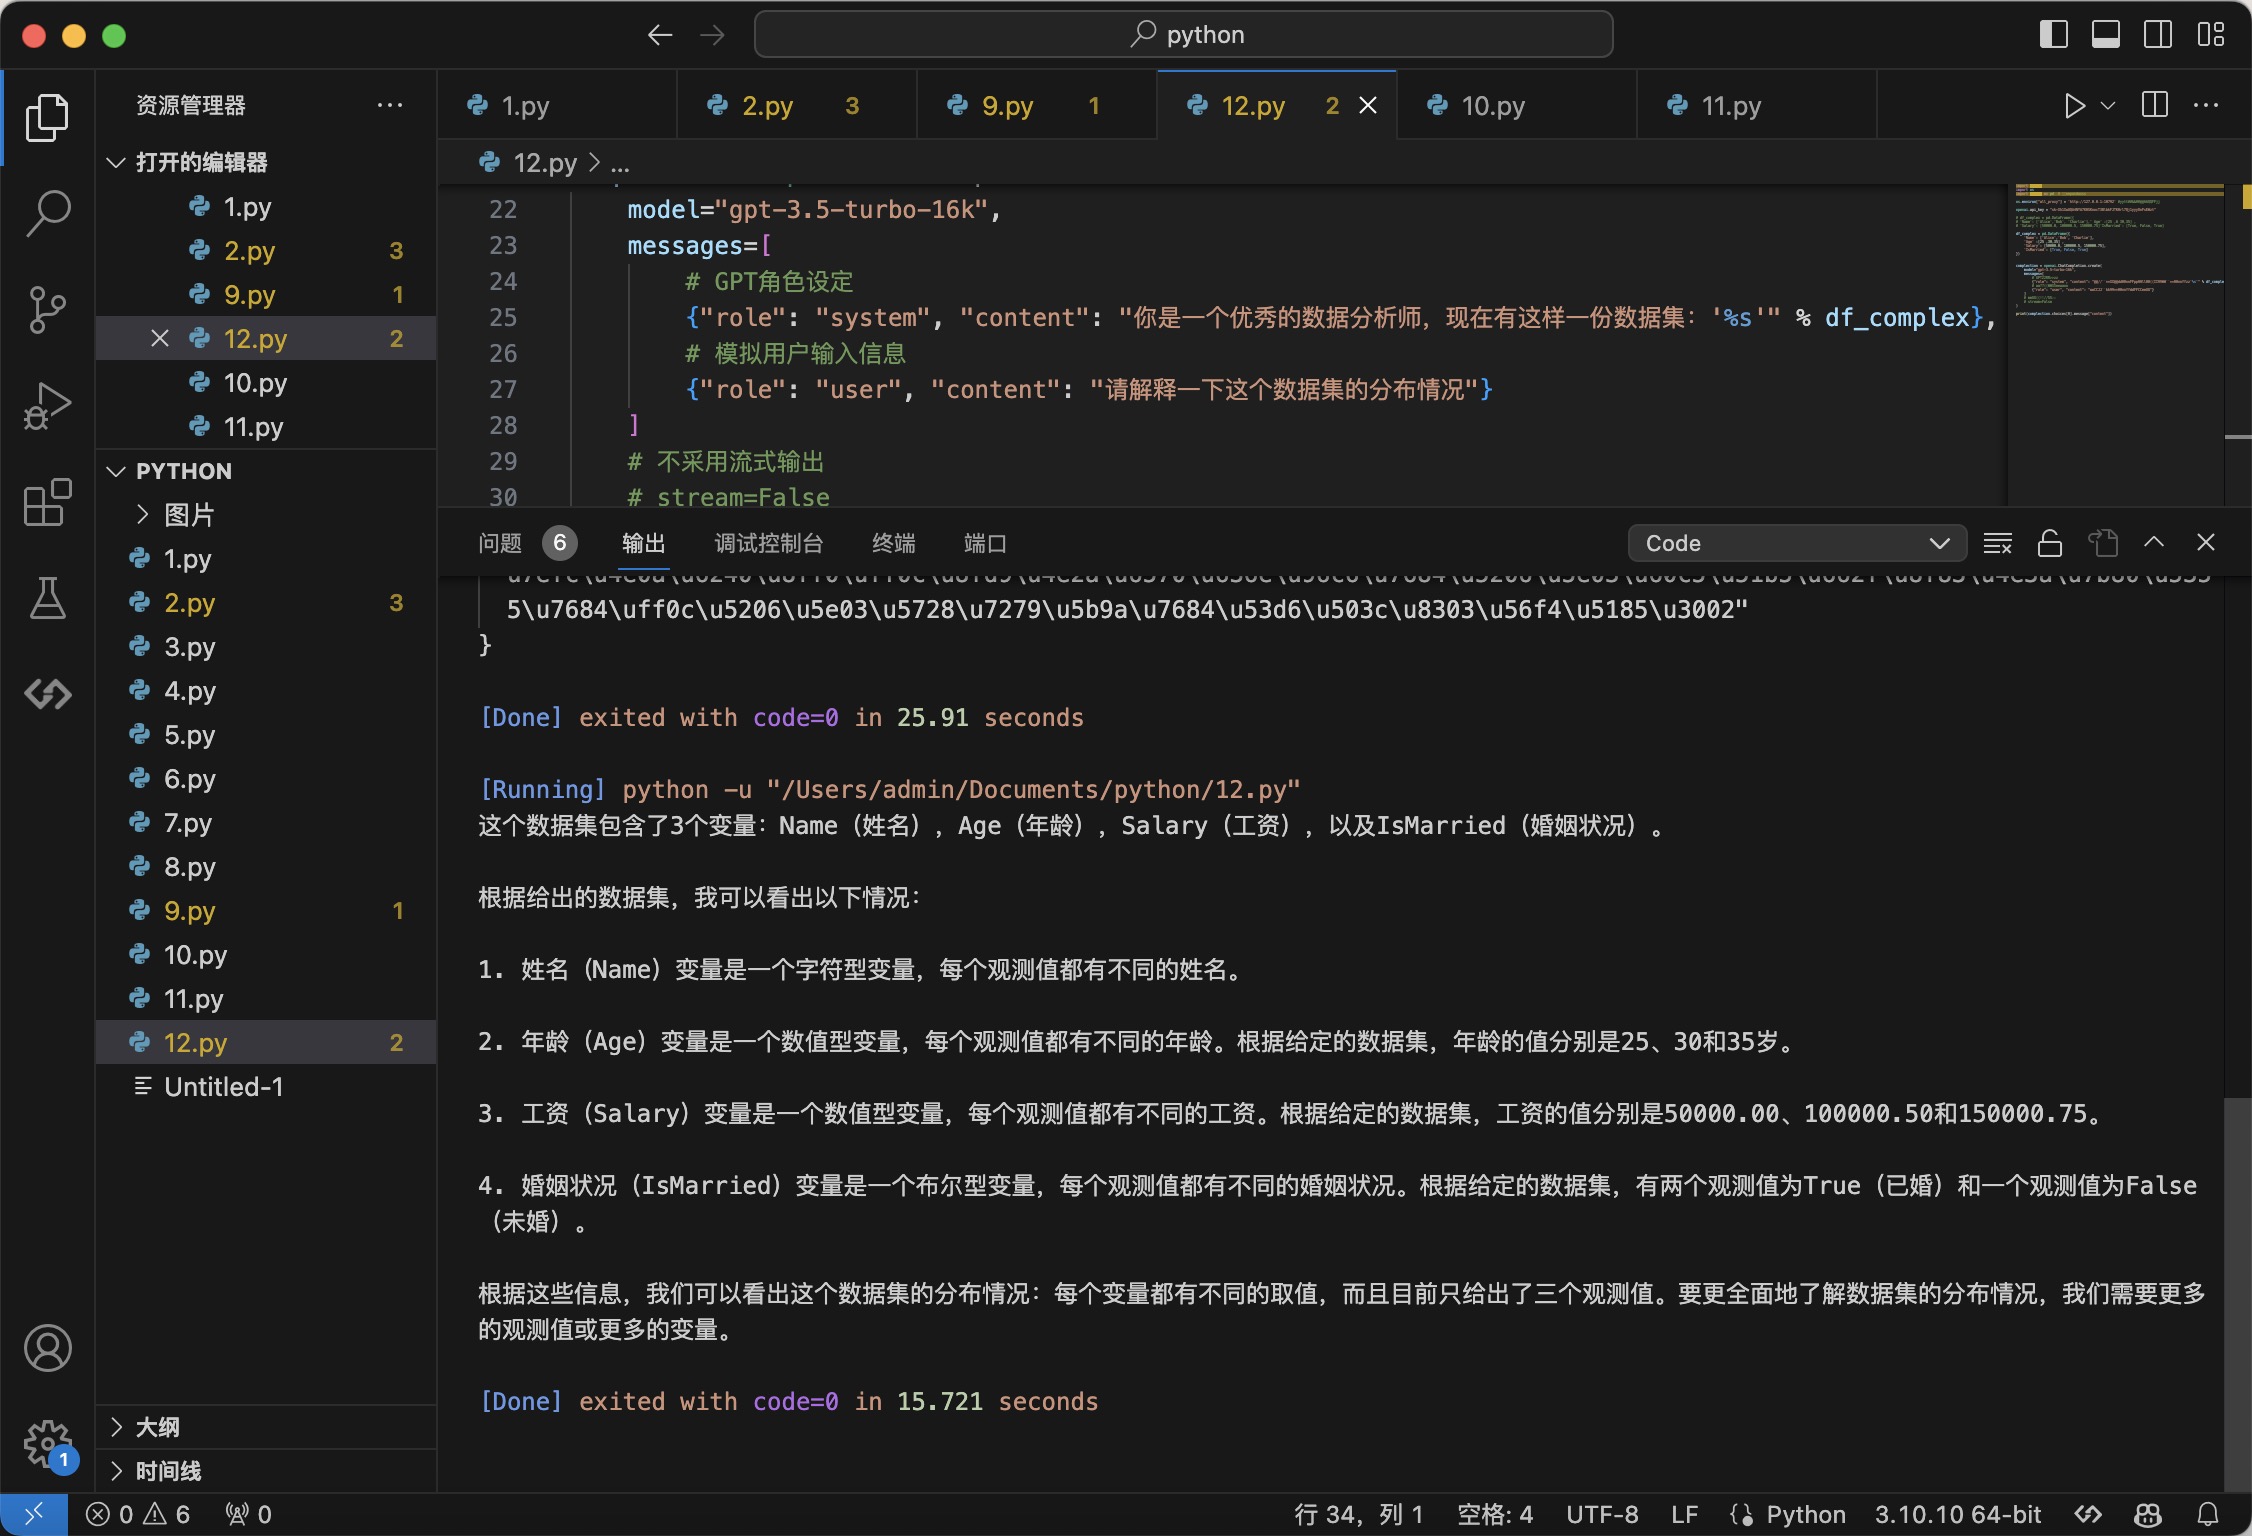 python
资源管理器
打开的编辑器
1.py
2.py 3
9.py 1
12.py 2
10.py
11.py
PYTHON
图片
1.py
2.py 3
3.py
4.py
5.py
6.py
7.py
8.py
9.py 1
10.py
11.py
12.py 2
Untitled-1
大纲
时间线
1
1.py 2.py 3 9.py 1 12.py 2 10.py 11.py
12.py > ...
22 model="gpt-3.5-turbo-16k",
23 messages=[
24 # GPT角色设定
25 {"role": "system", "content": "你是一个优秀的数据分析师，现在有这样一份数据集：'%s'" % df_complex},
26 # 模拟用户输入信息
27 {"role": "user", "content": "请解释一下这个数据集的分布情况"}
28 ]
29 # 不采用流式输出
30 # stream=False
问题 6 输出 调试控制台 终端 端口 Code
5\u7684\uff0c\u5206\u5e03\u5728\u7279\u5b9a\u7684\u53d6\u503c\u8303\u56f4\u5185\u3002"
}
[Done] exited with code=0 in 25.91 seconds
[Running] python -u "/Users/admin/Documents/python/12.py"
这个数据集包含了3个变量：Name（姓名），Age（年龄），Salary（工资），以及IsMarried（婚姻状况）。
根据给出的数据集，我可以看出以下情况：
1. 姓名（Name）变量是一个字符型变量，每个观测值都有不同的姓名。
2. 年龄（Age）变量是一个数值型变量，每个观测值都有不同的年龄。根据给定的数据集，年龄的值分别是25、30和35岁。
3. 工资（Salary）变量是一个数值型变量，每个观测值都有不同的工资。根据给定的数据集，工资的值分别是50000.00、100000.50和150000.75。
4. 婚姻状况（IsMarried）变量是一个布尔型变量，每个观测值都有不同的婚姻状况。根据给定的数据集，有两个观测值为True（已婚）和一个观测值为False
（未婚）。
根据这些信息，我们可以看出这个数据集的分布情况：每个变量都有不同的取值，而且目前只给出了三个观测值。要更全面地了解数据集的分布情况，我们需要更多
的观测值或更多的变量。
[Done] exited with code=0 in 15.721 seconds
0 6 0 行 34，列 1 空格: 4 UTF-8 LF Python 3.10.10 64-bit